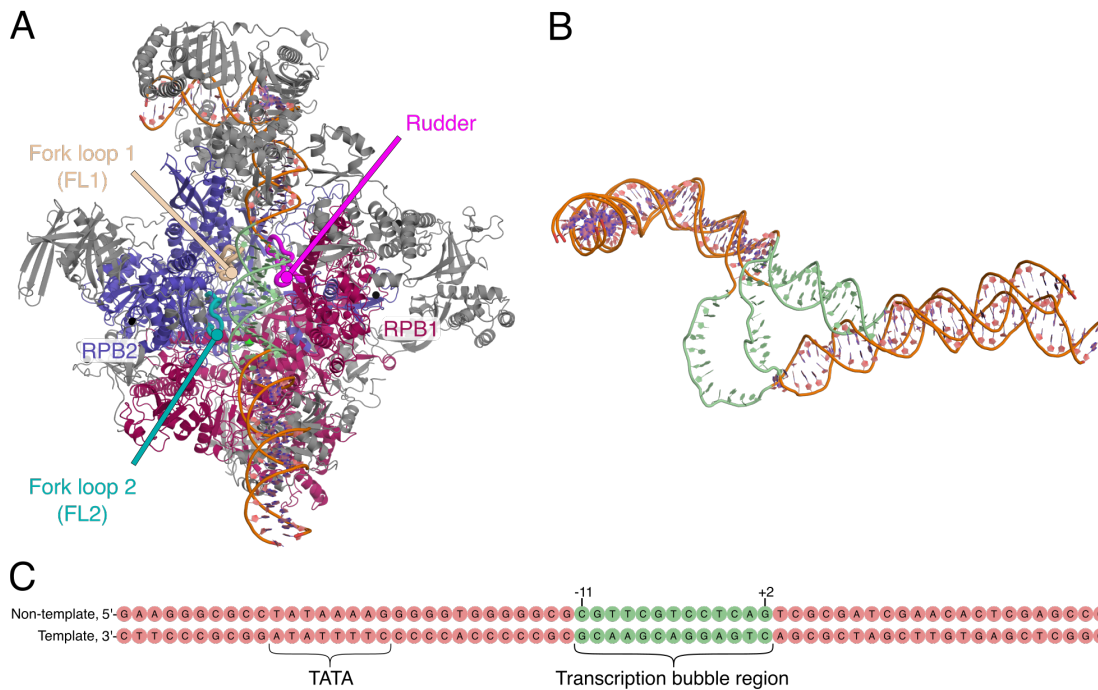 A
B
Rudder
Fork loop 1
(FL1)
RPB2
RPB1
Fork loop 2
(FL2)
C
-11
+2
Non-template, 5'-GAAGGGCGCCTATAAAAGGGGGTGGGGGCGCGTTCGTCCTCAGTCGCGATCGAACACTCGAGCC
Template, 3'-CTTCCCGCGGATATTTTCCCCCACCCCCGCGCAAGCAGGAGTCAGCGCTAGCTTGTGAGCTCGG
TATA
Transcription bubble region